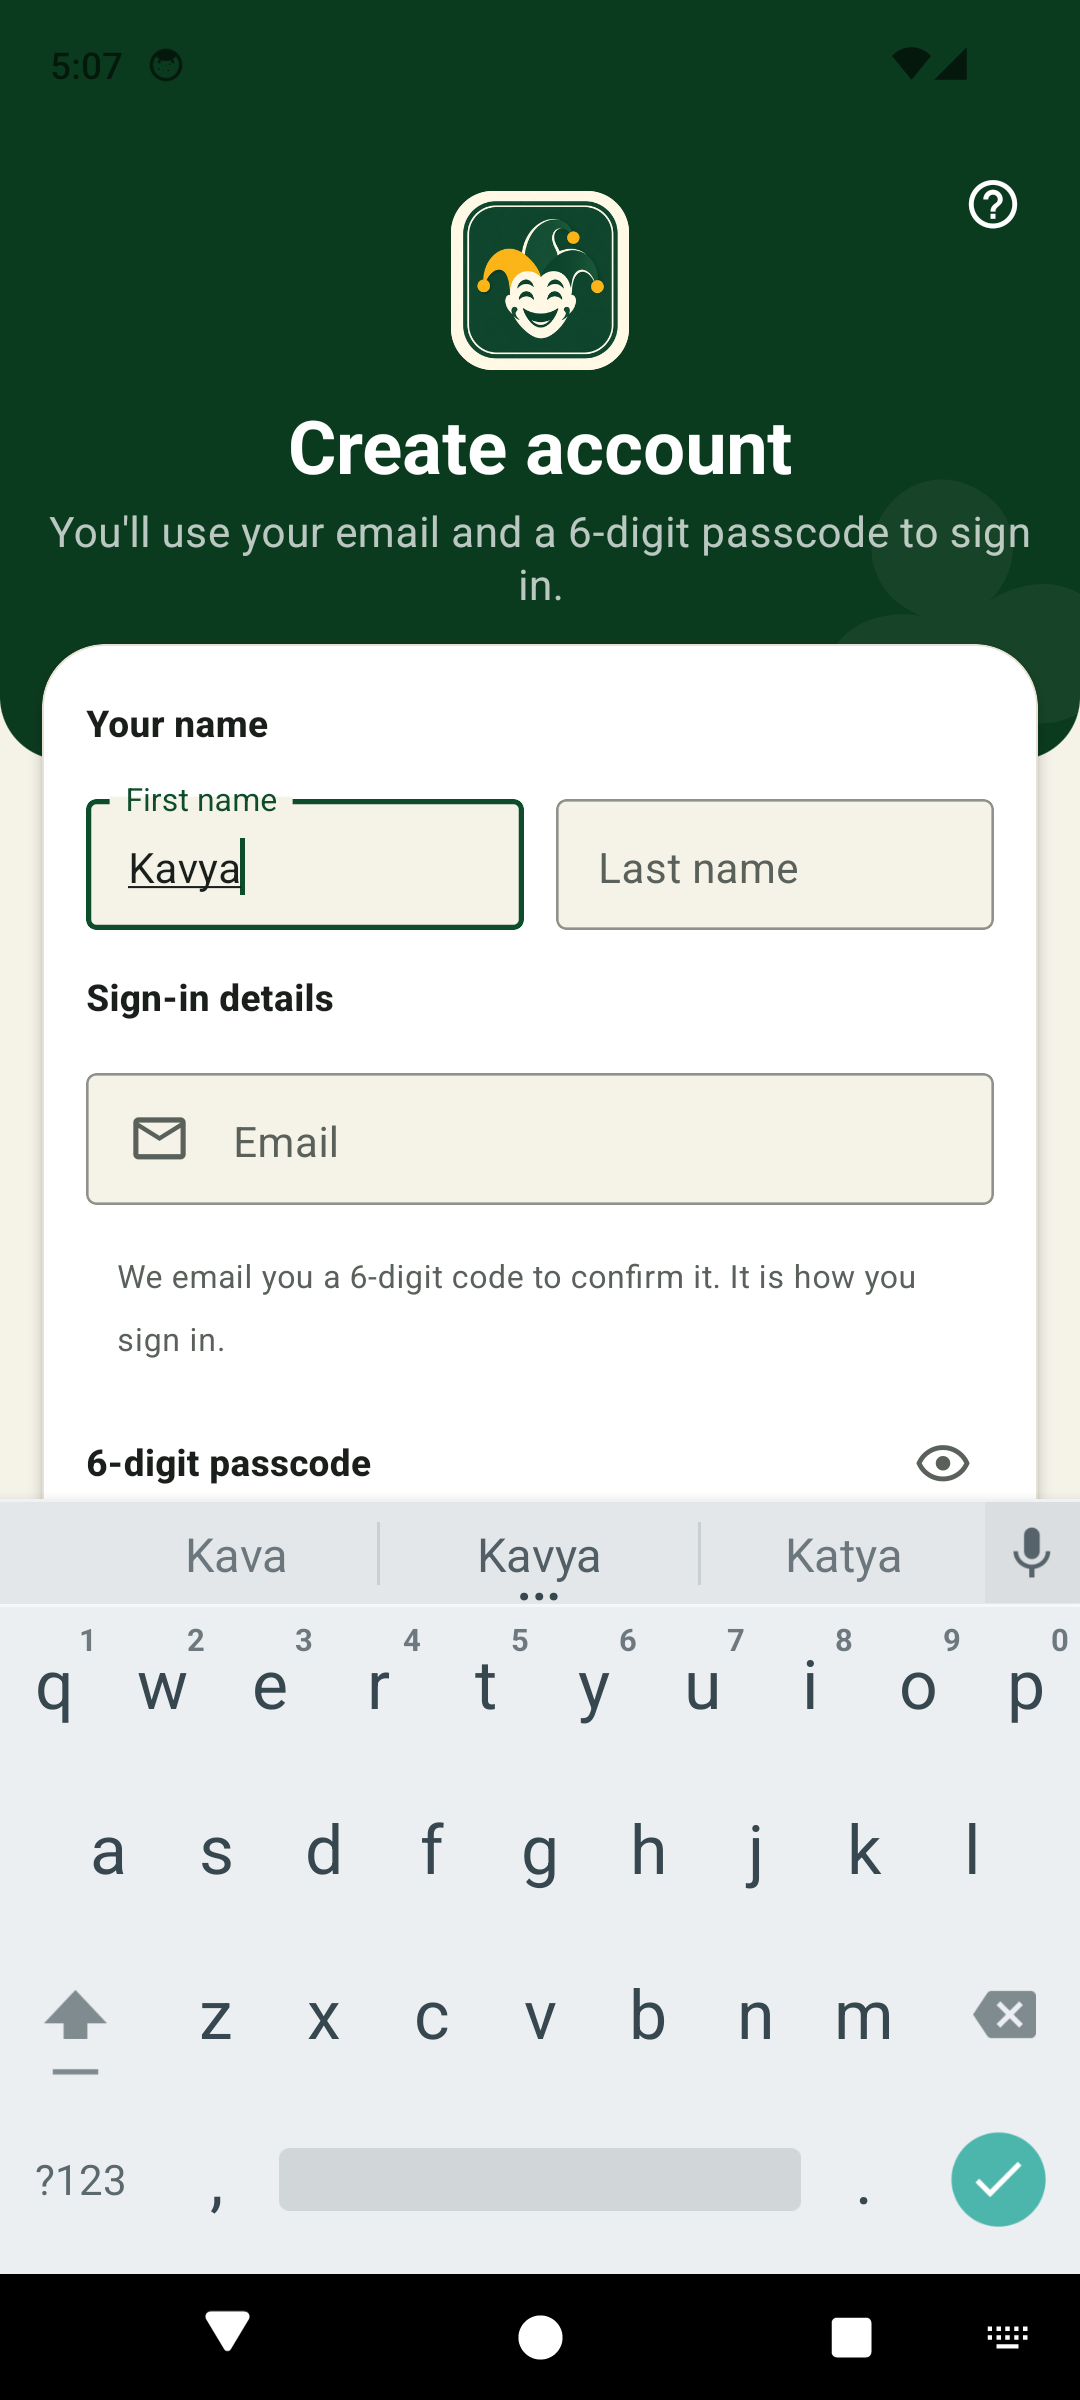 5:07
Create account
You'll use your email and a 6-digit passcode to sign
in.
Your name
First name
Kavya
Last name
Sign-in details
Email
We email you a 6-digit code to confirm it. It is how you
sign in.
6-digit passcode
Kava Kavya Katya
1 2 3 4 5 6 7 8 9 0
q w e r t y u i o p
a s d f g h j k l
z x c v b n m
?123 , .